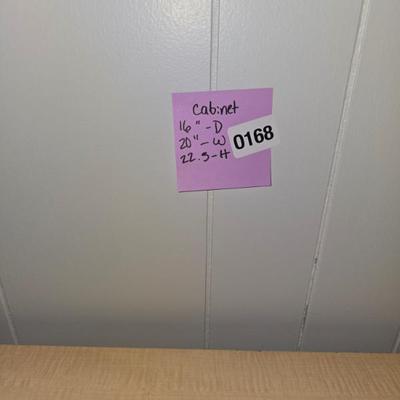 Cabinet
16" - D
20" - W
22.5 - H
0168